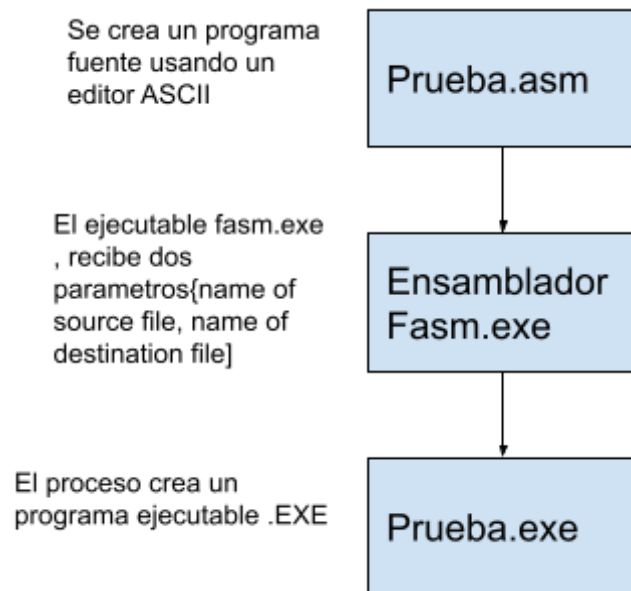 Se crea un programa
fuente usando un
editor ASCII
Prueba.asm
El ejecutable fasm.exe
, recibe dos
parametros{name of
source file, name of
destination file]
Ensamblador
Fasm.exe
El proceso crea un
programa ejecutable .EXE
Prueba.exe